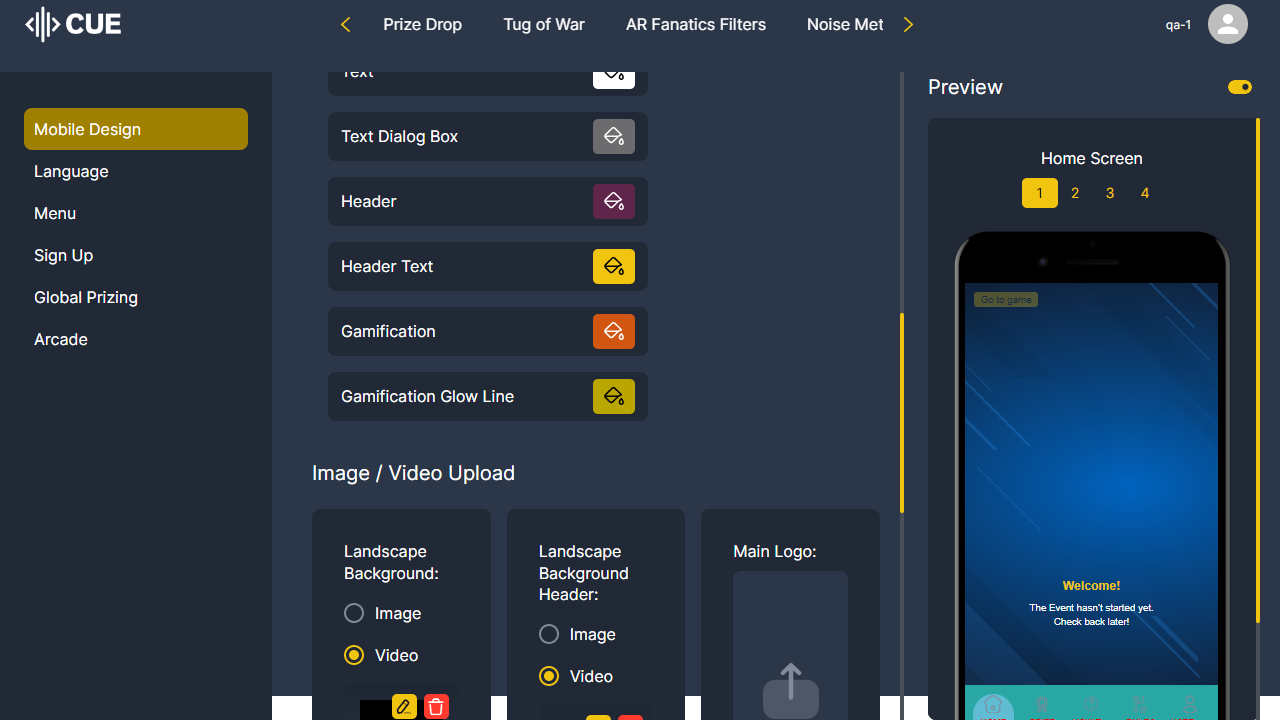 CUE
Prize Drop
Tug of War
AR Fanatics Filters
Noise Met
qa-1
Mobile Design
Language
Menu
Sign Up
Global Prizing
Arcade
Text
Text Dialog Box
Header
Header Text
Gamification
Gamification Glow Line
Image / Video Upload
Landscape
Background:
Image
Video
Landscape
Background
Header:
Image
Video
Main Logo:
Preview
Home Screen
1 2 3 4
Go to game
Welcome!
The Event hasn't started yet.
Check back later!